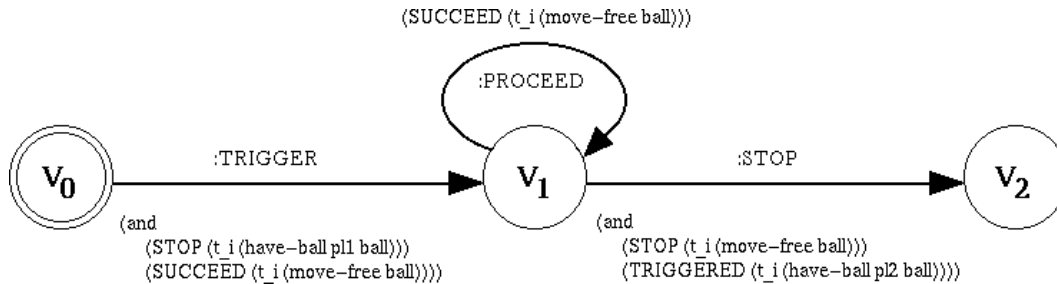 (SUCCEED (t_i (move-free ball)))
:PROCEED
:TRIGGER
:STOP
V0
V1
V2
(and
(STOP (t_i (have-ball pl1 ball)))
(SUCCEED (t_i (move-free ball))))
(and
(STOP (t_i (move-free ball)))
(TRIGGERED (t_i (have-ball pl2 ball))))